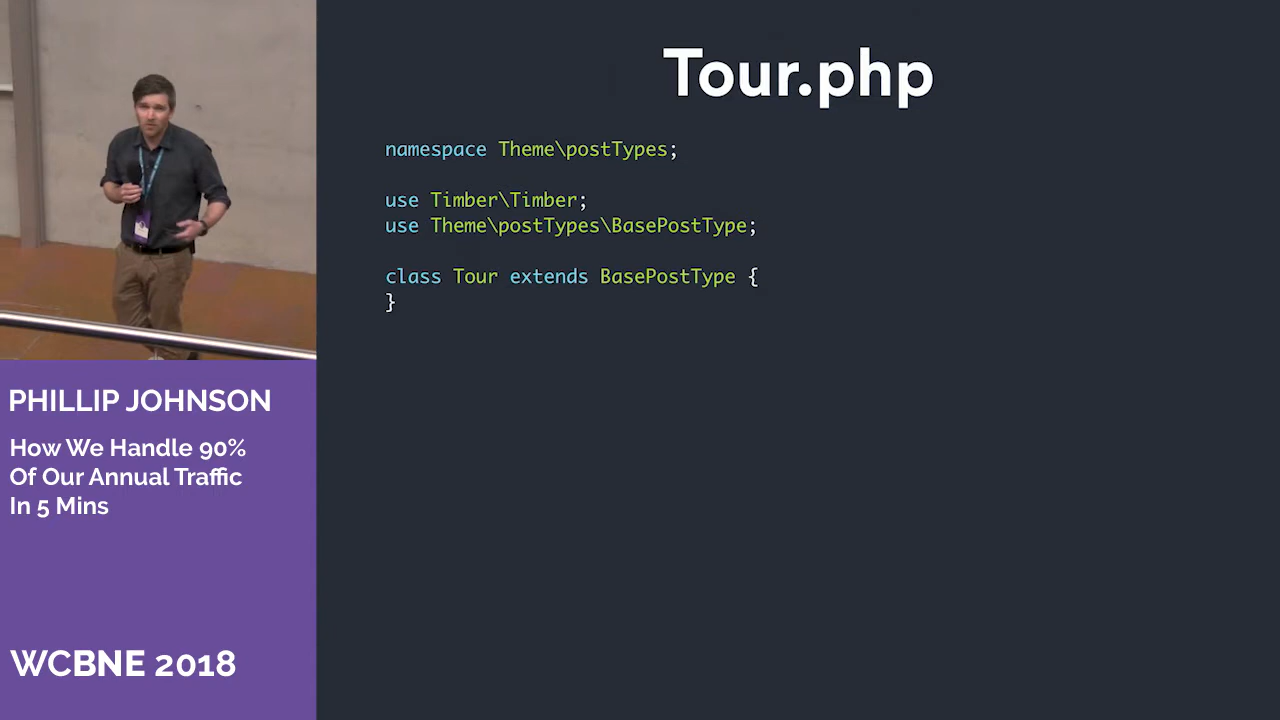 Tour.php
namespace Theme\postTypes;
use Timber\Timber;
use Theme\postTypes\BasePostType;
class Tour extends BasePostType {
}
PHILLIP JOHNSON
How We Handle 90%
Of Our Annual Traffic
In 5 Mins
WCBNE 2018